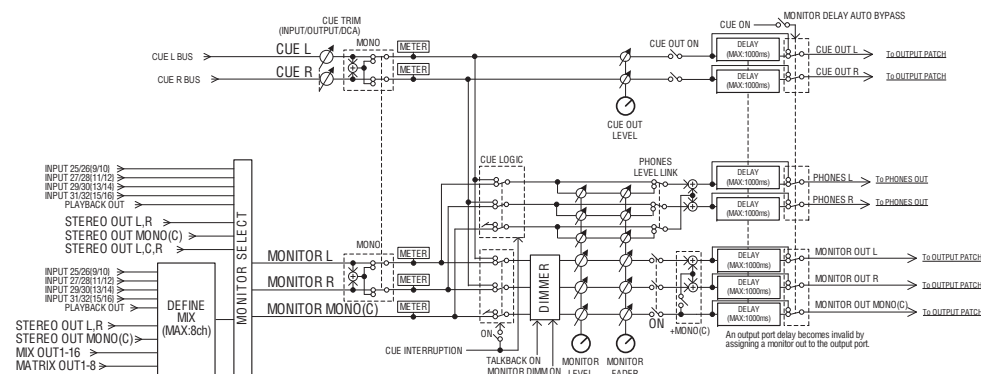 CUE TRIM
(INPUT/OUTPUT/DCA)
MONO
CUE ON
MONITOR DELAY AUTO BYPASS
CUE L BUS
CUE L
METER
CUE OUT ON
DELAY
(MAX:1000ms)
CUE OUT L
To OUTPUT PATCH
CUE R BUS
CUE R
METER
DELAY
(MAX:1000ms)
CUE OUT R
To OUTPUT PATCH
CUE OUT
LEVEL
CUE LOGIC
PHONES
LEVEL LINK
INPUT 25/26(9/10)
INPUT 27/28(11/12)
INPUT 29/30(13/14)
INPUT 31/32(15/16)
PLAYBACK OUT
STEREO OUT L,R
STEREO OUT MONO(C)
STEREO OUT L,C,R
MONITOR SELECT
DELAY
(MAX:1000ms)
PHONES L
To PHONES OUT
DELAY
(MAX:1000ms)
PHONES R
To PHONES OUT
MONO
INPUT 25/26(9/10)
INPUT 27/28(11/12)
INPUT 29/30(13/14)
INPUT 31/32(15/16)
PLAYBACK OUT
STEREO OUT L,R
STEREO OUT MONO(C)
MIX OUT1-16
MATRIX OUT1-8
DEFINE
MIX
(MAX:8ch)
MONITOR L
METER
MONITOR R
METER
MONITOR MONO(C)
METER
DIMMER
DELAY
(MAX:1000ms)
MONITOR OUT L
To OUTPUT PATCH
DELAY
(MAX:1000ms)
MONITOR OUT R
To OUTPUT PATCH
DELAY
(MAX:1000ms)
MONITOR OUT MONO(C)
To OUTPUT PATCH
ON
ON
+MONO(C)
An output port delay becomes invalid by
assigning a monitor out to the output port.
CUE INTERRUPTION
TALKBACK ON
MONITOR DIMM ON
MONITOR
LEVEL
MONITOR
FADER